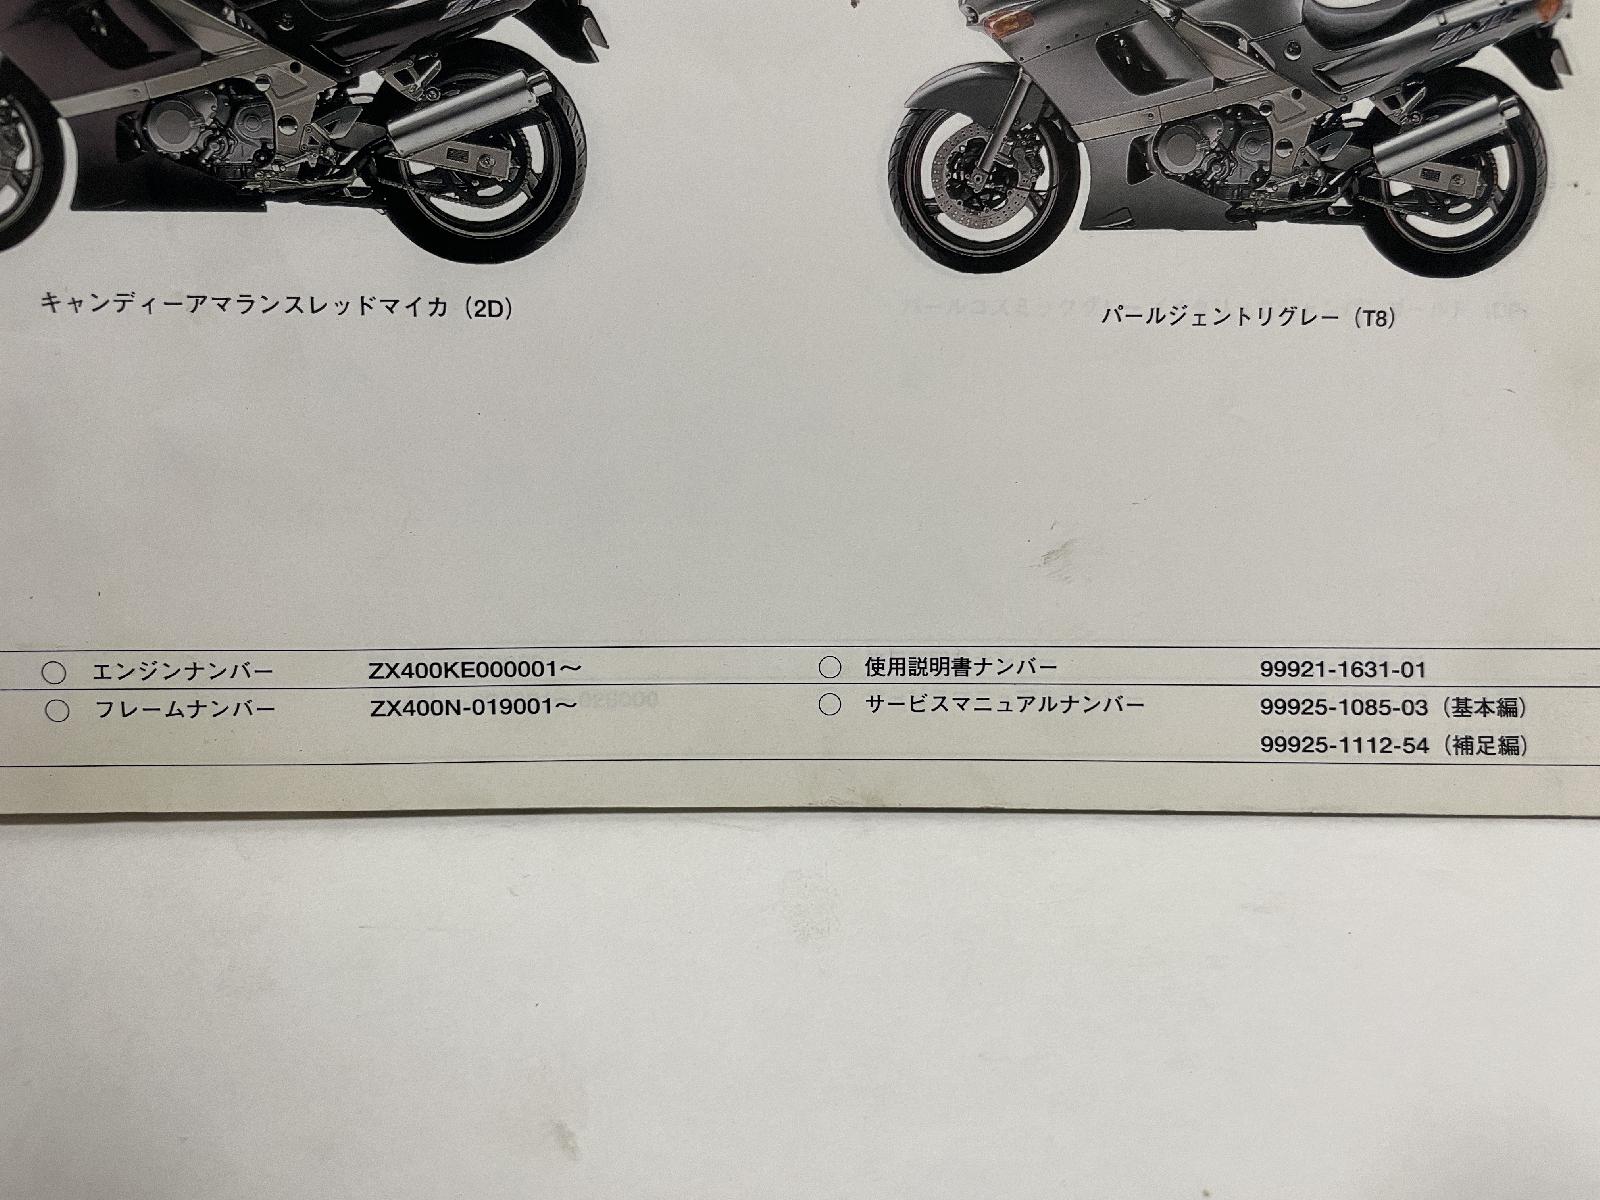 キャンディーアマランスレッドマイカ（2D）
パールジェントリグレー（T8）
○ エンジンナンバー ZX400KE000001～
○ フレームナンバー ZX400N-019001～
○ 使用説明書ナンバー 99921-1631-01
○ サービスマニュアルナンバー 99925-1085-03（基本編）
99925-1112-54（補足編）